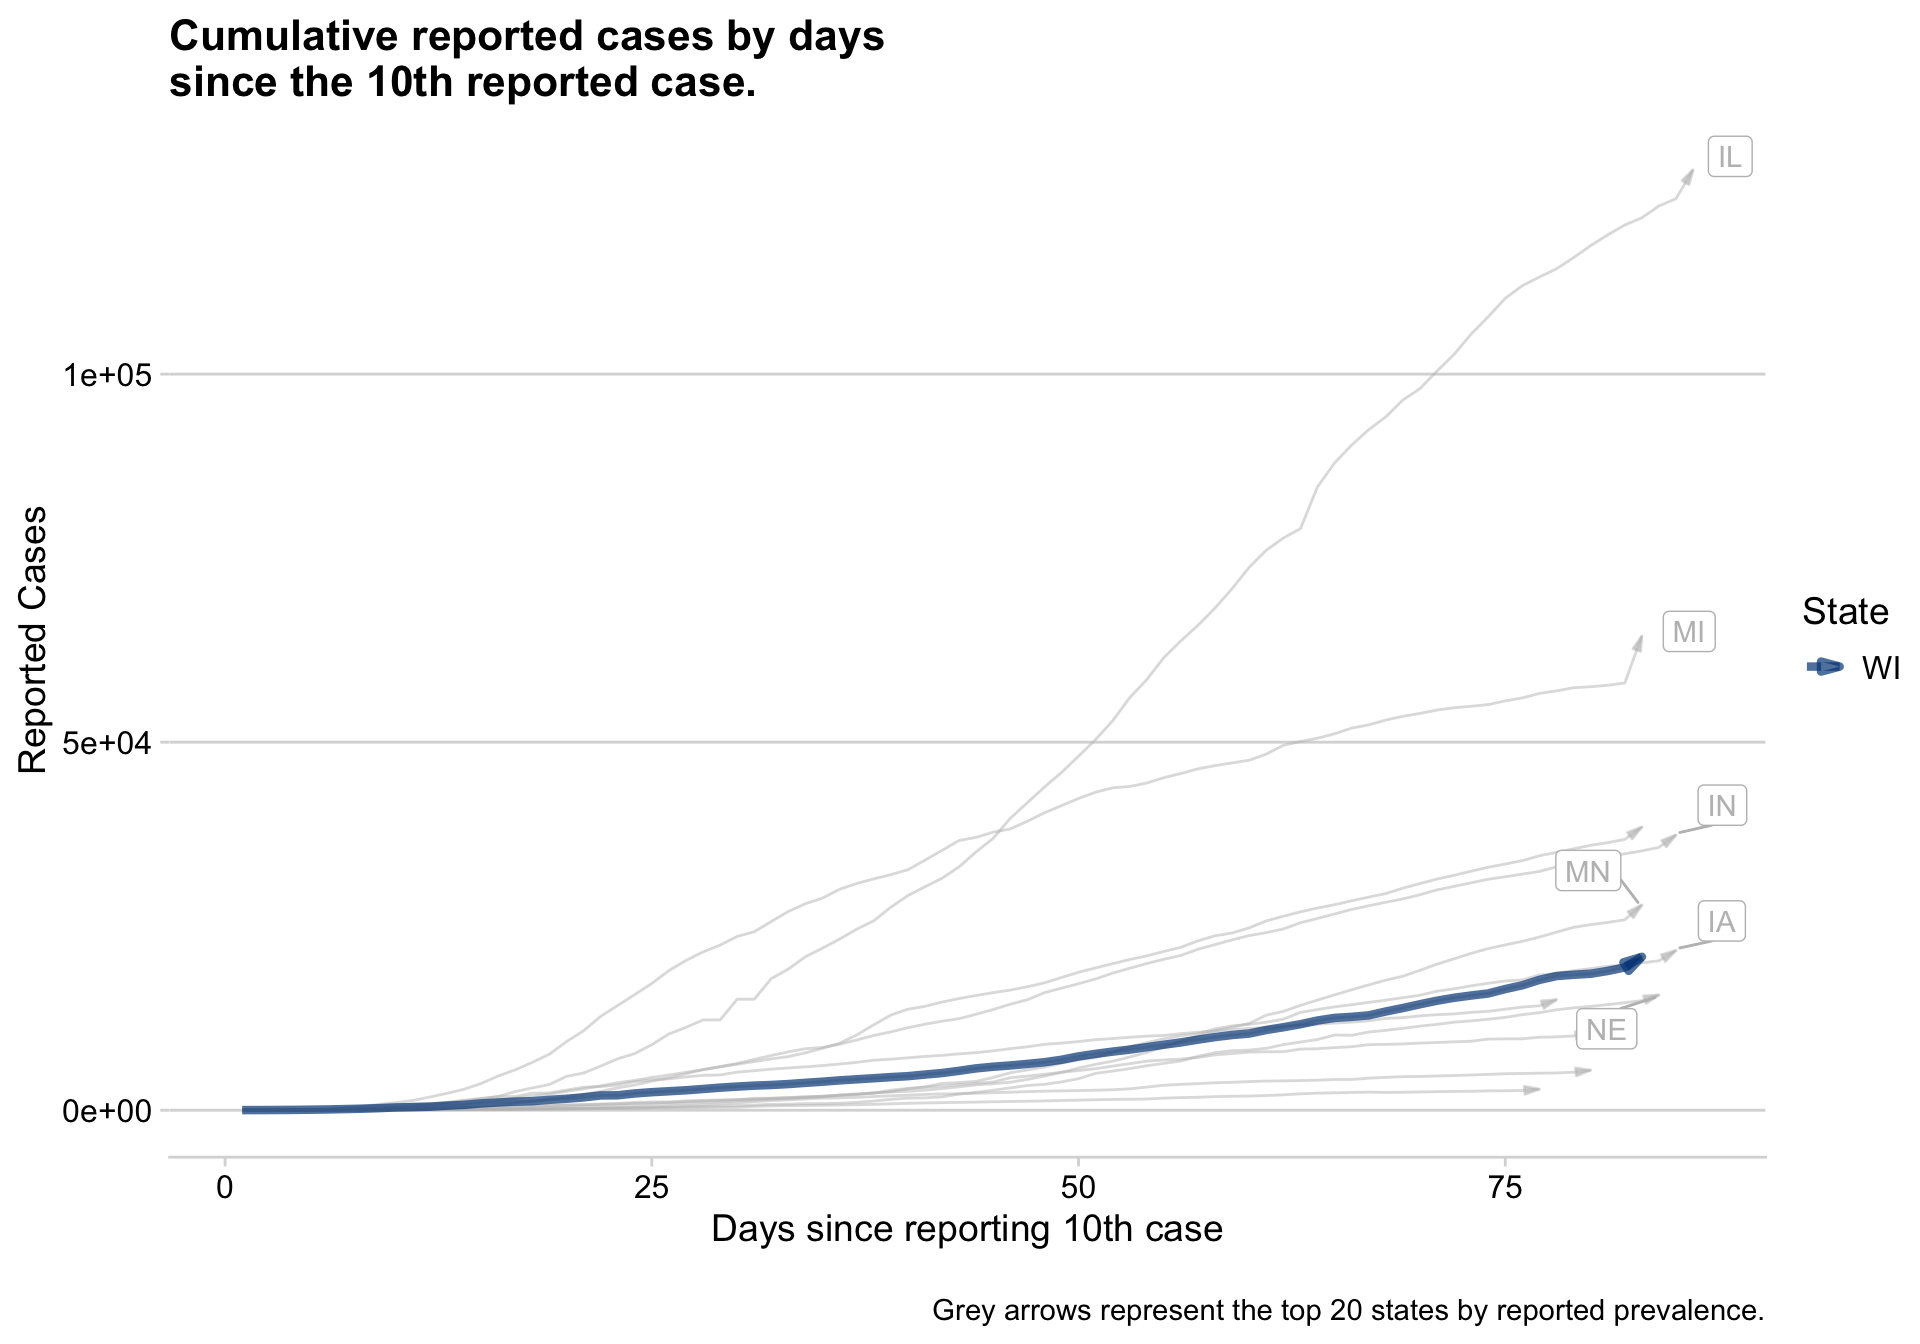 Cumulative reported cases by days
since the 10th reported case.
IL
1e+05
Reported Cases
State
MI
WI
5e+04
IN
MN
IA
NE
0e+00
0
25
50
75
Days since reporting 10th case
Grey arrows represent the top 20 states by reported prevalence.